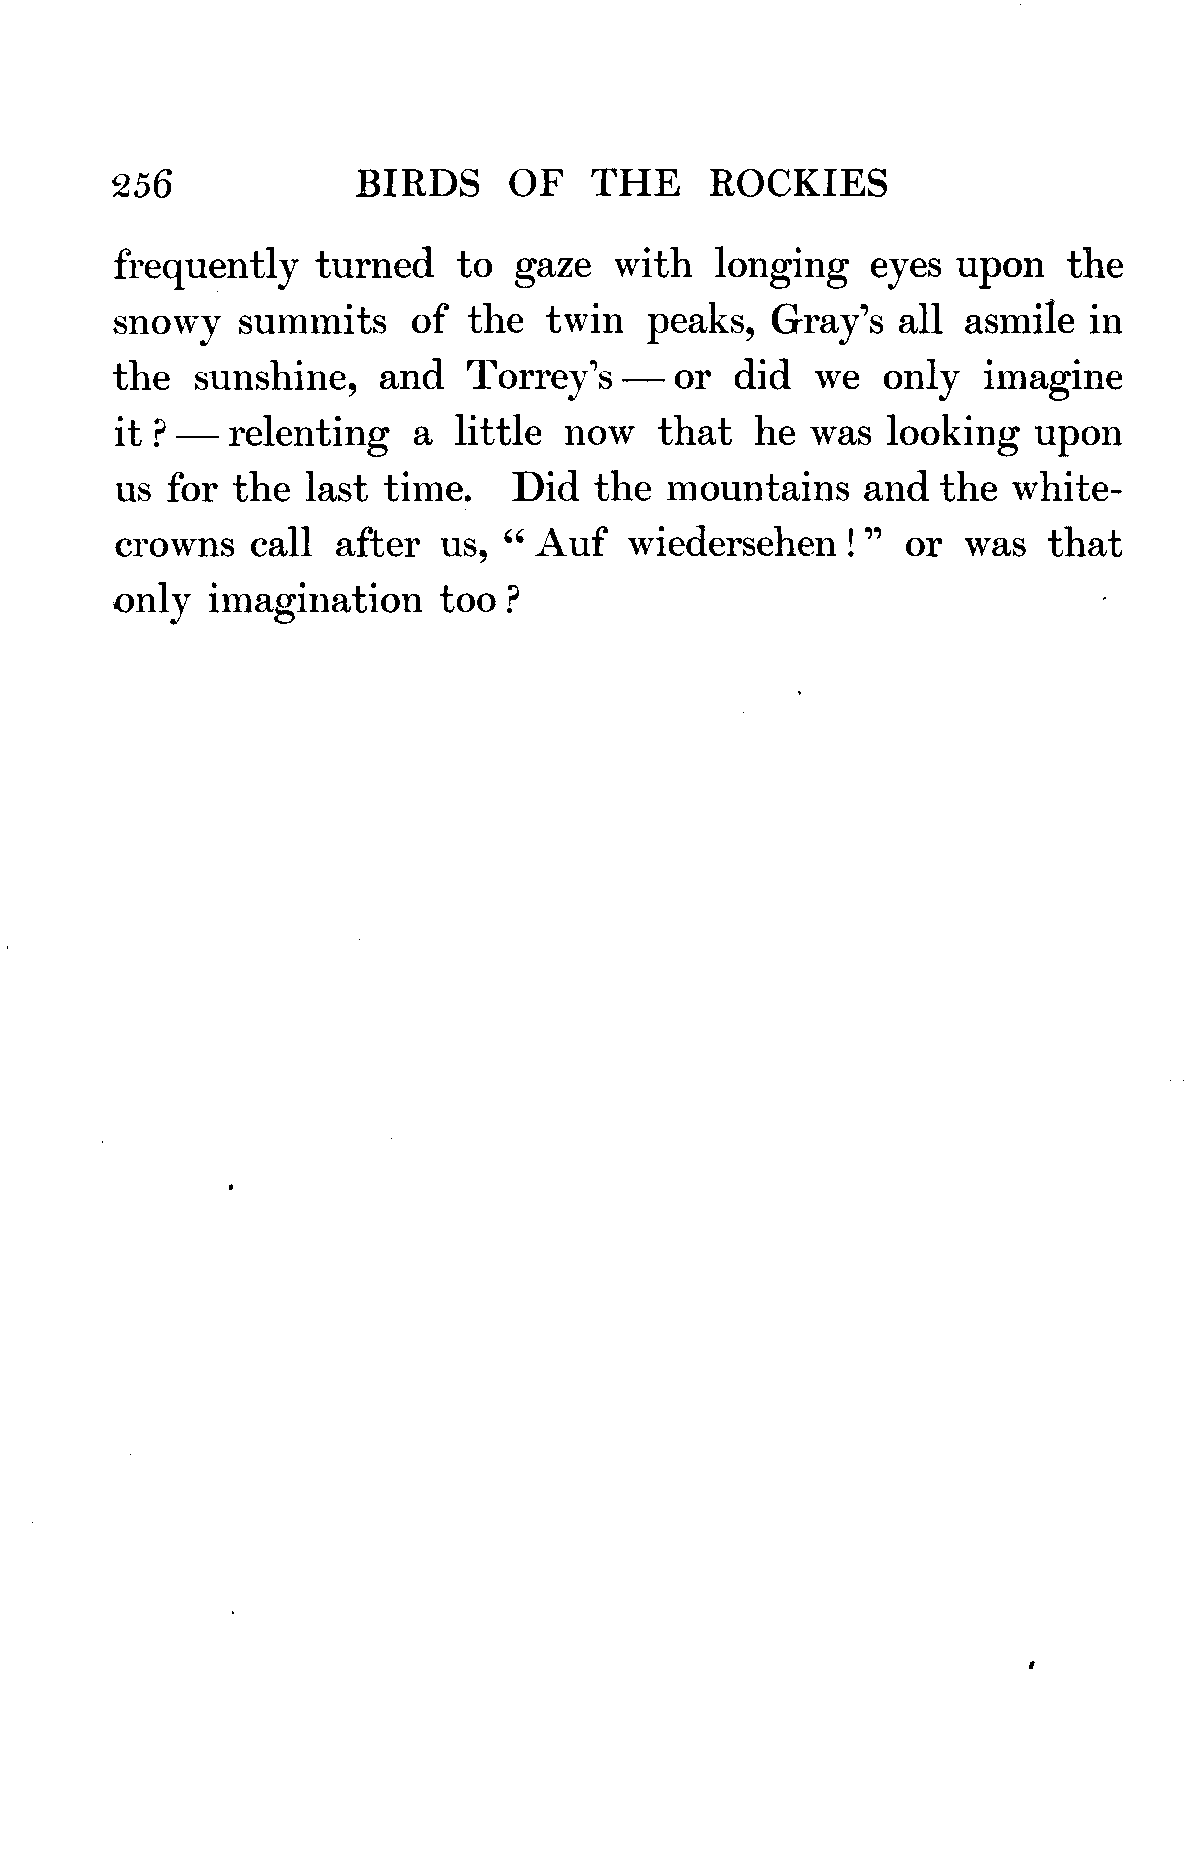 256 BIRDS OF THE ROCKIES
frequently turned to gaze with longing eyes upon the
snowy summits of the twin peaks, Gray's all asmile in
the sunshine, and Torrey's — or did we only imagine
it ? — relenting a little now that he was looking upon
us for the last time. Did the mountains and the white-
crowns call after us, “ Auf wiedersehen ! ” or was that
only imagination too ?